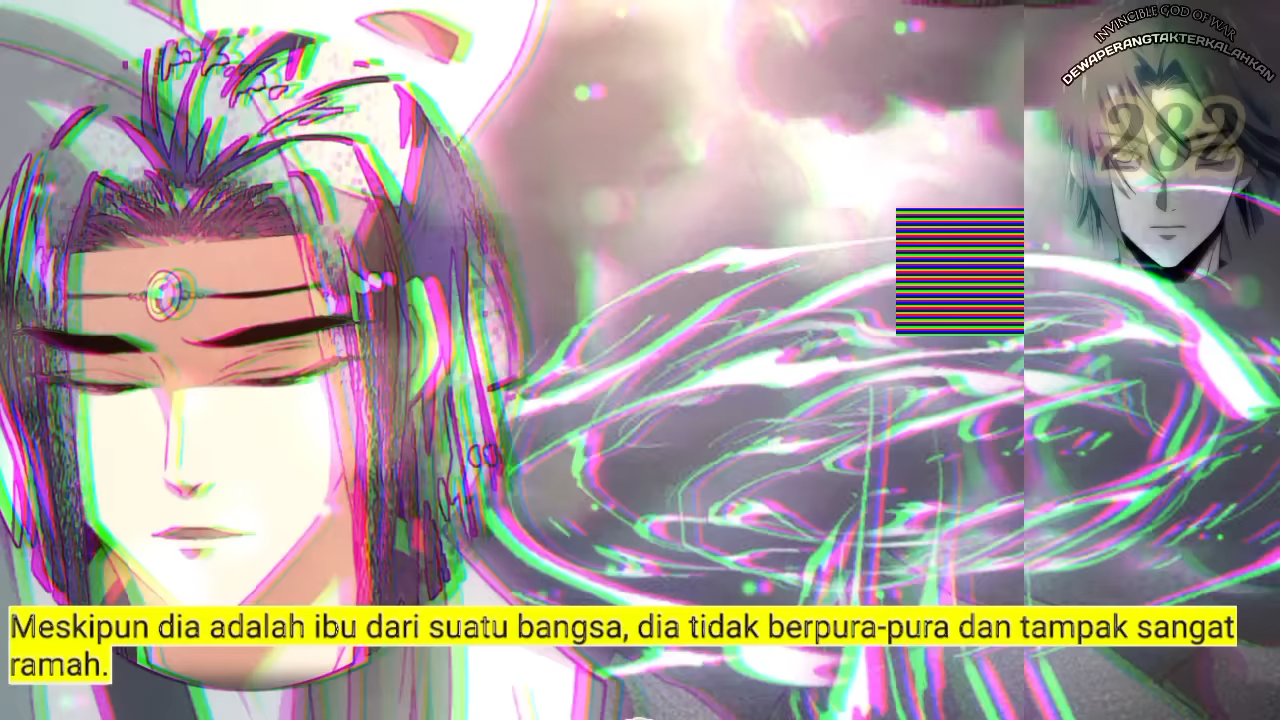 INVINCIBLE GOD OF WAR
DEWAPERANGTAKTERKALAHKAN
282
Meskipun dia adalah ibu dari suatu bangsa, dia tidak berpura-pura dan tampak sangat
ramah.